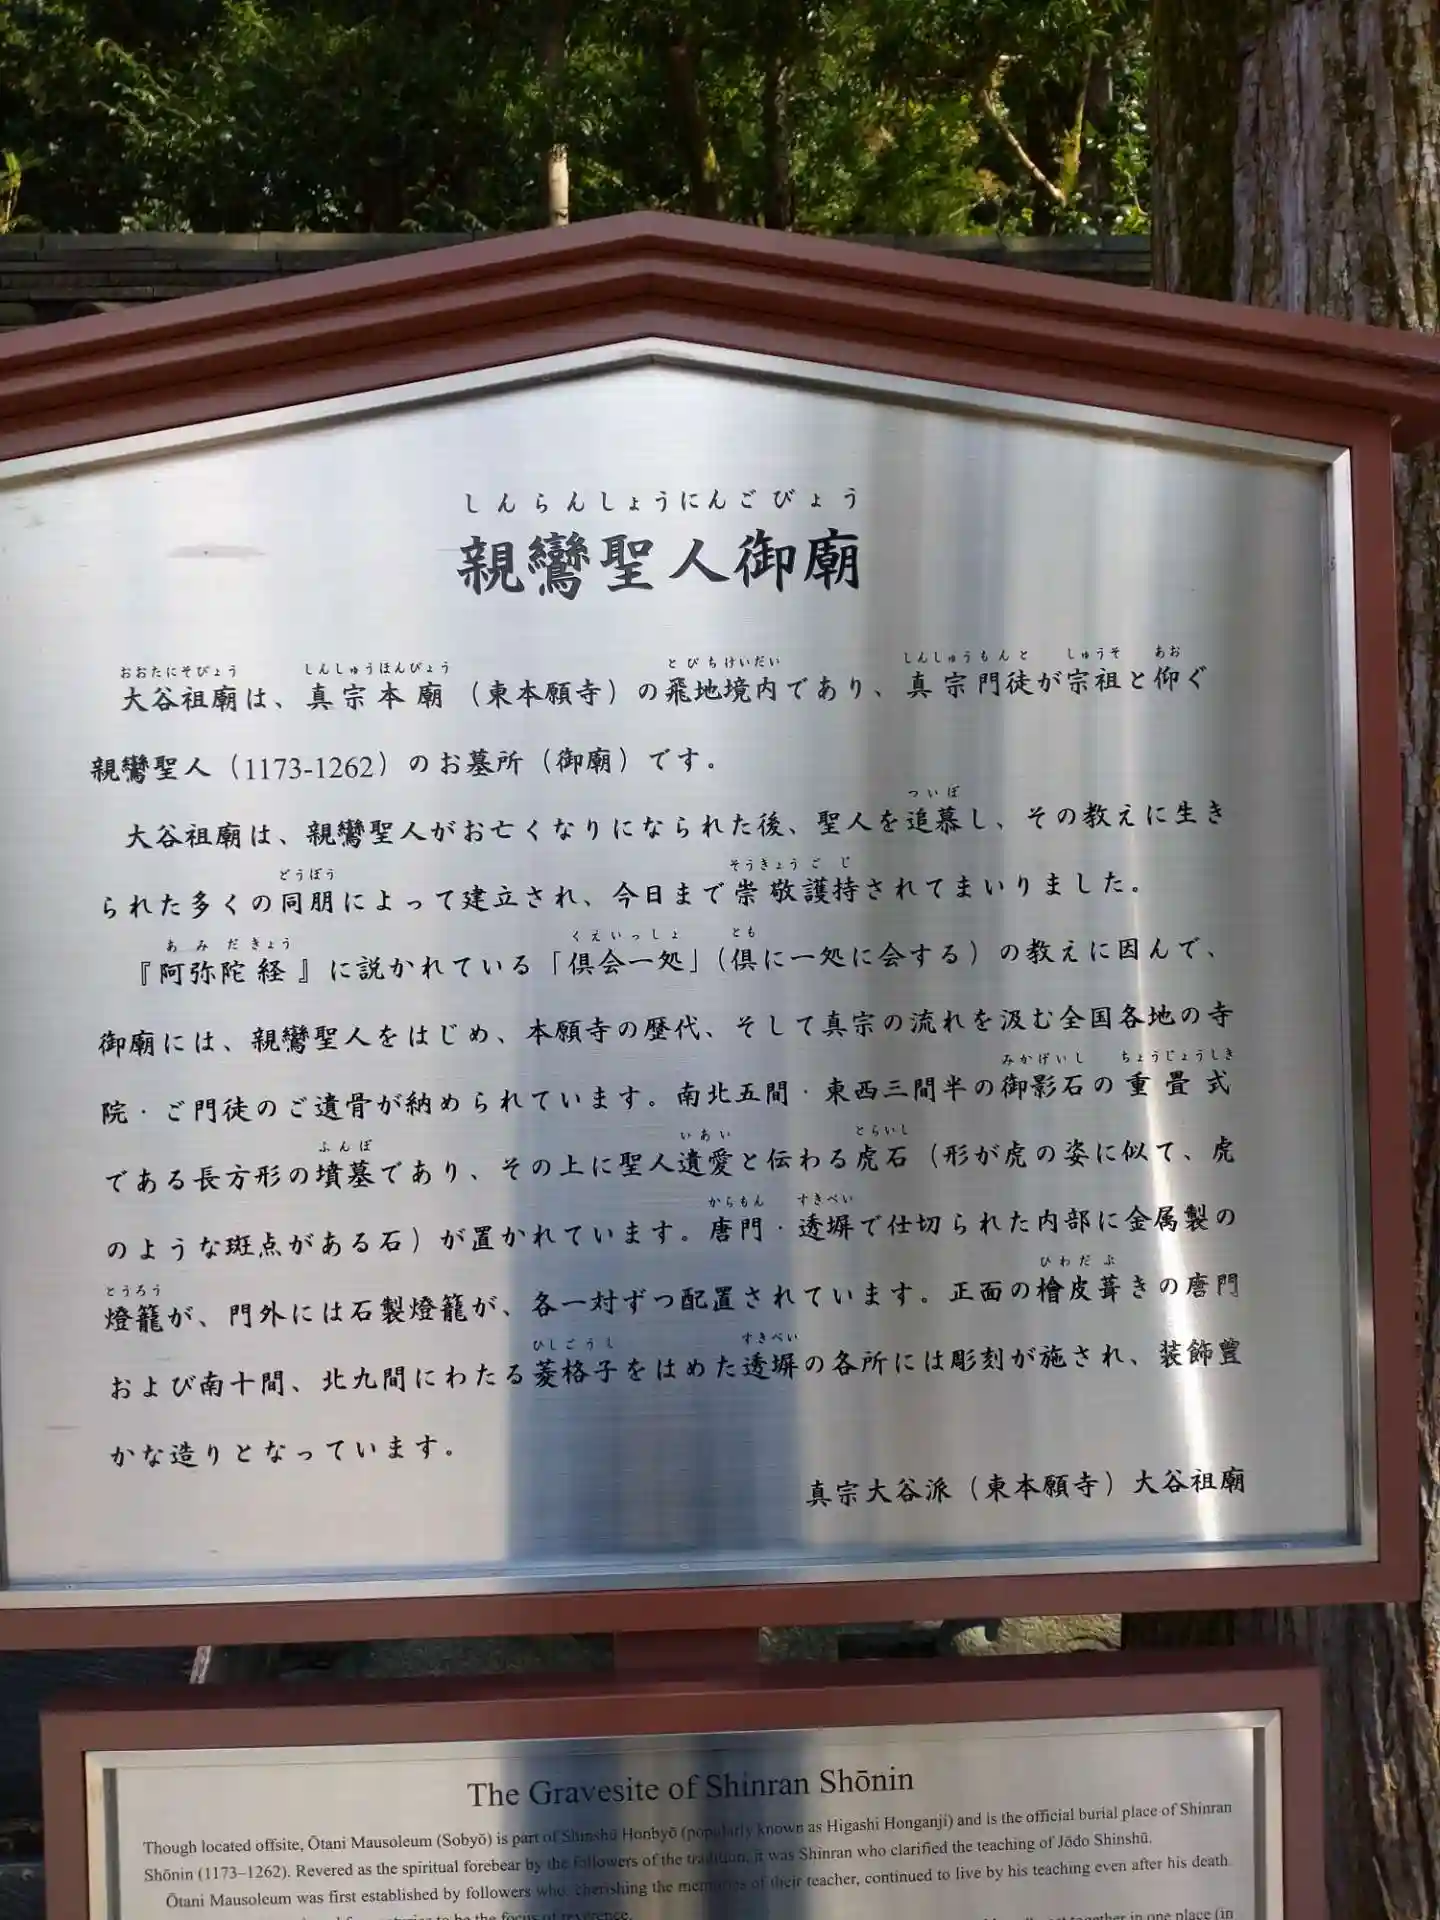 しんらんしょうにんごびょう
親鸞聖人御廟
おおたにそびょう しんしゅうほんびょう とびちけいだい しんしゅうもんと しゅうそ あお
大谷祖廟は、真宗本廟（東本願寺）の飛地境内であり、真宗門徒が宗祖と仰ぐ
親鸞聖人（1173-1262）のお墓所（御廟）です。
ついぼ
大谷祖廟は、親鸞聖人がお亡くなりになられた後、聖人を追慕し、その教えに生き
どうぼう そうきょうごじ
られた多くの同朋によって建立され、今日まで崇敬護持されてまいりました。
あみだきょう くえいっしょ とも
『阿弥陀経』に説かれている「倶会一処」（倶に一処に会する）の教えに因んで、
御廟には、親鸞聖人をはじめ、本願寺の歴代、そして真宗の流れを汲む全国各地の寺
みかげいし ちょうじょうしき
院・ご門徒のご遺骨が納められています。南北五間・東西三間半の御影石の重畳式
ふんぼ いあい とらいし
である長方形の墳墓であり、その上に聖人遺愛と伝わる虎石（形が虎の姿に似て、虎
からもん すきべい
のような斑点がある石）が置かれています。唐門・透塀で仕切られた内部に金属製の
とうろう ひわだぶ
燈籠が、門外には石製燈籠が、各一対ずつ配置されています。正面の檜皮葺きの唐門
ひしごうし すきべい
および南十間、北九間にわたる菱格子をはめた透塀の各所には彫刻が施され、装飾豊
かな造りとなっています。
真宗大谷派（東本願寺）大谷祖廟
The Gravesite of Shinran Shōnin
Though located offsite, Ōtani Mausoleum (Sobyō) is part of Shinshū Honbyō (popularly known as Higashi Honganji) and is the official burial place of Shinran
Shōnin (1173–1262). Revered as the spiritual forebear by the followers of the tradition, it was Shinran who clarified the teaching of Jōdo Shinshū.
Ōtani Mausoleum was first established by followers who, cherishing the memories of their teacher, continued to live by his teaching even after his death
to be the focus of reverence.
together in one place (in